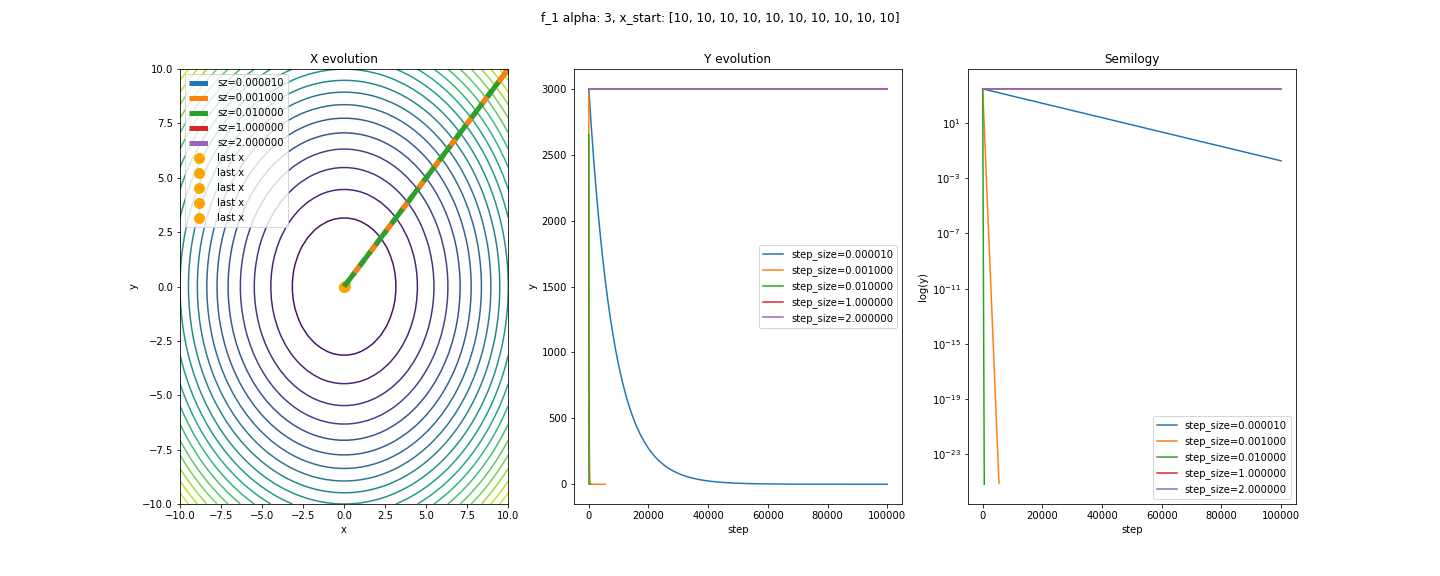 f_1 alpha: 3, x_start: [10, 10, 10, 10, 10, 10, 10, 10, 10, 10]
X evolution
10.0
7.5
5.0
2.5
0.0
−2.5
−5.0
−7.5
−10.0
y
sz=0.000010
sz=0.001000
sz=0.010000
sz=1.000000
sz=2.000000
last x
last x
last x
last x
last x
−10.0 −7.5 −5.0 −2.5 0.0 2.5 5.0 7.5 10.0
x
Y evolution
3000
2500
2000
1500
1000
500
0
y
step_size=0.000010
step_size=0.001000
step_size=0.010000
step_size=1.000000
step_size=2.000000
0 20000 40000 60000 80000 100000
step
Semilogy
10^1
10^−3
10^−7
10^−11
10^−15
10^−19
10^−23
log(y)
step_size=0.000010
step_size=0.001000
step_size=0.010000
step_size=1.000000
step_size=2.000000
0 20000 40000 60000 80000 100000
step